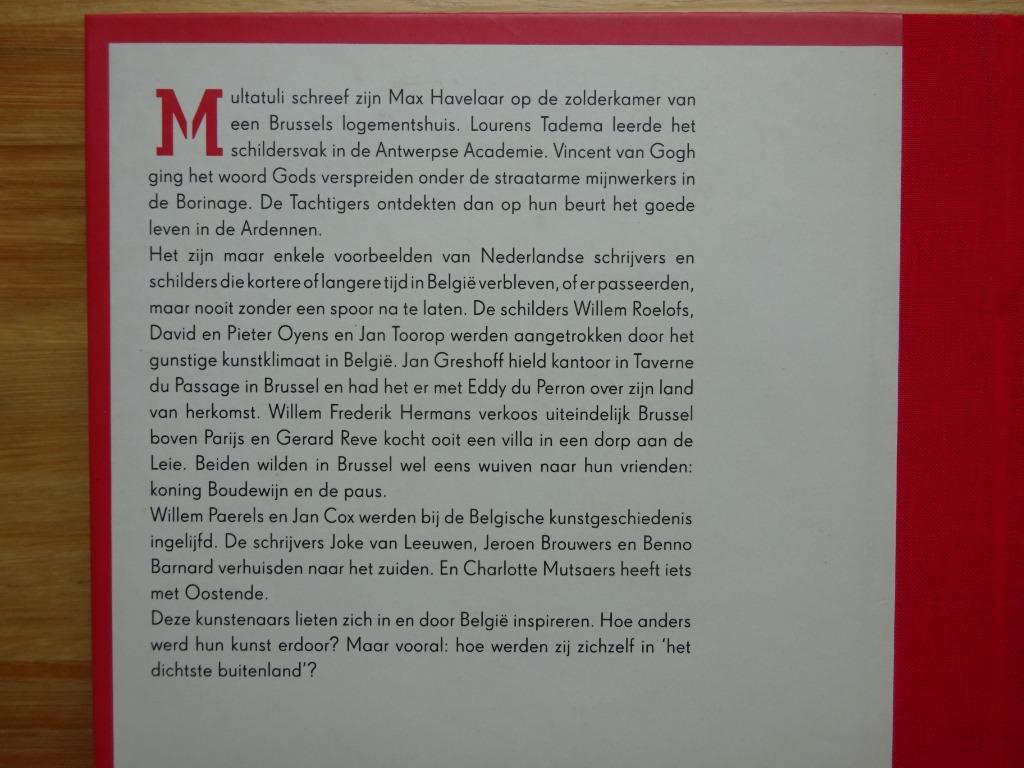 Multatuli schreef zijn Max Havelaar op de zolderkamer van
een Brussels logementshuis. Lourens Tadema leerde het
schildersvak in de Antwerpse Academie. Vincent van Gogh
ging het woord Gods verspreiden onder de straatarme mijnwerkers in
de Borinage. De Tachtigers ontdekten dan op hun beurt het goede
leven in de Ardennen.
Het zijn maar enkele voorbeelden van Nederlandse schrijvers en
schilders die kortere of langere tijd in België verbleven, of er passeerden,
maar nooit zonder een spoor na te laten. De schilders Willem Roelofs,
David en Pieter Oyens en Jan Toorop werden aangetrokken door het
gunstige kunstklimaat in België. Jan Greshoff hield kantoor in Taverne
du Passage in Brussel en had het er met Eddy du Perron over zijn land
van herkomst. Willem Frederik Hermans verkoos uiteindelijk Brussel
boven Parijs en Gerard Reve kocht ooit een villa in een dorp aan de
Leie. Beiden wilden in Brussel wel eens wuiven naar hun vrienden:
koning Boudewijn en de paus.
Willem Paerels en Jan Cox werden bij de Belgische kunstgeschiedenis
ingelijfd. De schrijvers Joke van Leeuwen, Jeroen Brouwers en Benno
Barnard verhuisden naar het zuiden. En Charlotte Mutsaers heeft iets
met Oostende.
Deze kunstenaars lieten zich in en door België inspireren. Hoe anders
werd hun kunst erdoor? Maar vooral: hoe werden zij zichzelf in ‘het
dichtste buitenland’?